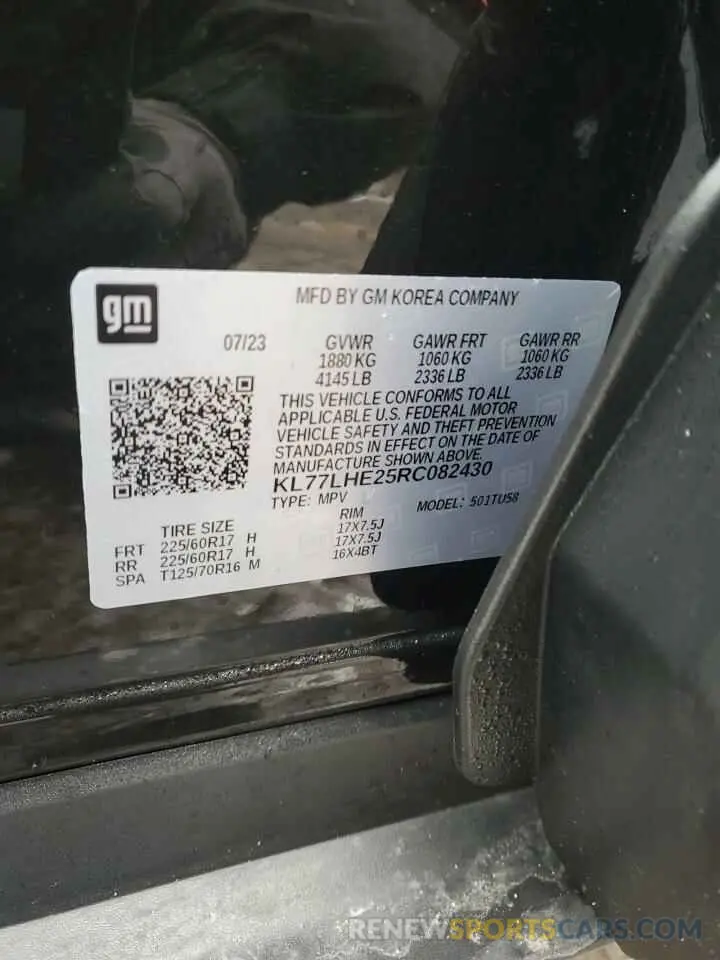 gm
MFD BY GM KOREA COMPANY
07/23 GVWR GAWR FRT GAWR RR
1880 KG 1060 KG 1060 KG
4145 LB 2336 LB 2336 LB
THIS VEHICLE CONFORMS TO ALL
APPLICABLE U.S. FEDERAL MOTOR
VEHICLE SAFETY AND THEFT PREVENTION
STANDARDS IN EFFECT ON THE DATE OF
MANUFACTURE SHOWN ABOVE.
KL77LHE25RC082430
TYPE: MPV MODEL: 501TU58
TIRE SIZE RIM
FRT 225/60R17 H 17X7.5J
RR 225/60R17 H 17X7.5J
SPA T125/70R16 M 16X4BT
RENEWSPORTSCARS.COM